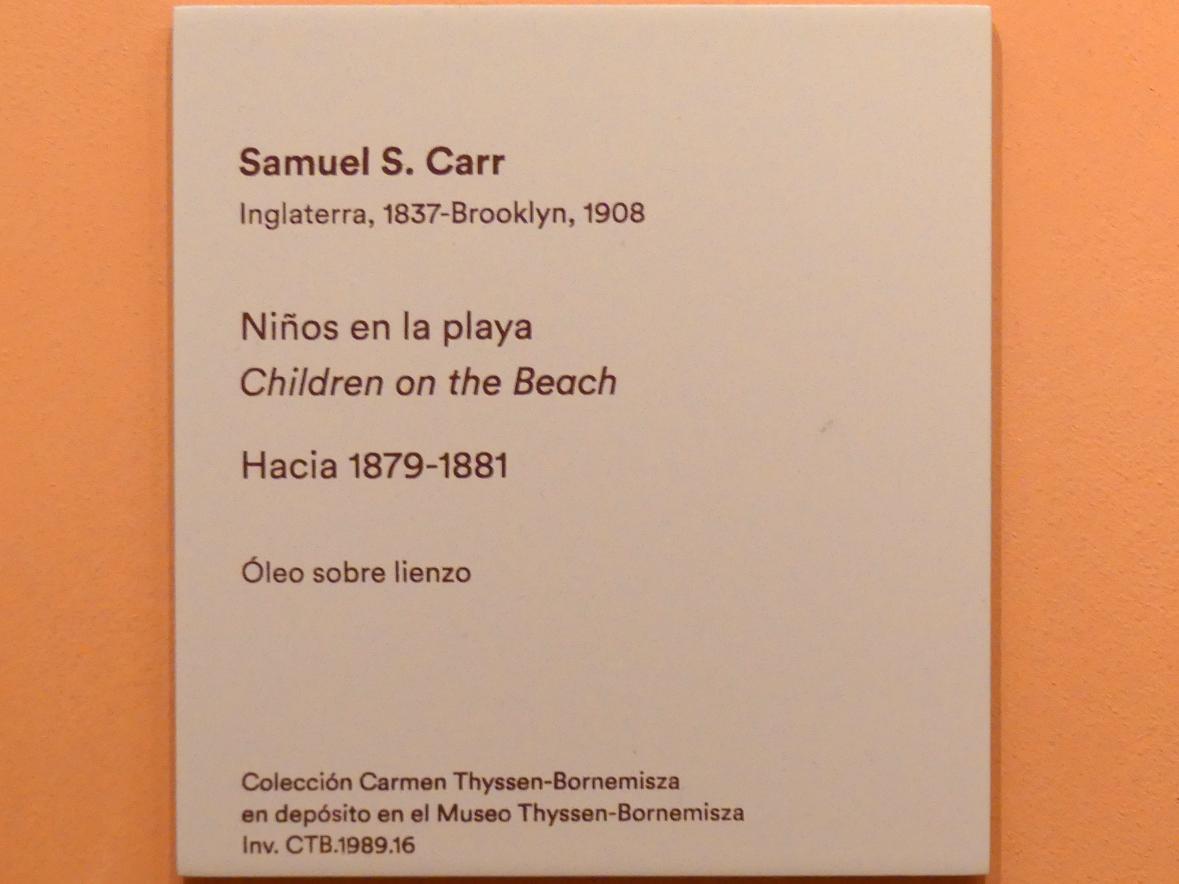 Samuel S. Carr
Inglaterra, 1837-Brooklyn, 1908
Niños en la playa
Children on the Beach
Hacia 1879-1881
Óleo sobre lienzo
Colección Carmen Thyssen-Bornemisza
en depósito en el Museo Thyssen-Bornemisza
Inv. CTB.1989.16